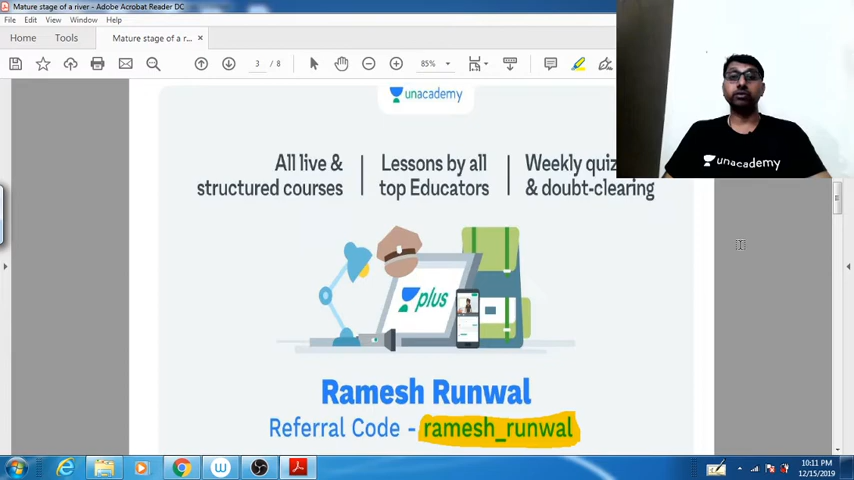 Mature stage of a river - Adobe Acrobat Reader DC
File Edit View Window Help
Home Tools Mature stage of a r... ×
3 / 8 85%
unacademy
All live & structured courses
Lessons by all top Educators
Weekly quiz
& doubt-clearing
plus
unacademy
Ramesh Runwal
Referral Code - ramesh_runwal
10:11 PM
12/15/2019